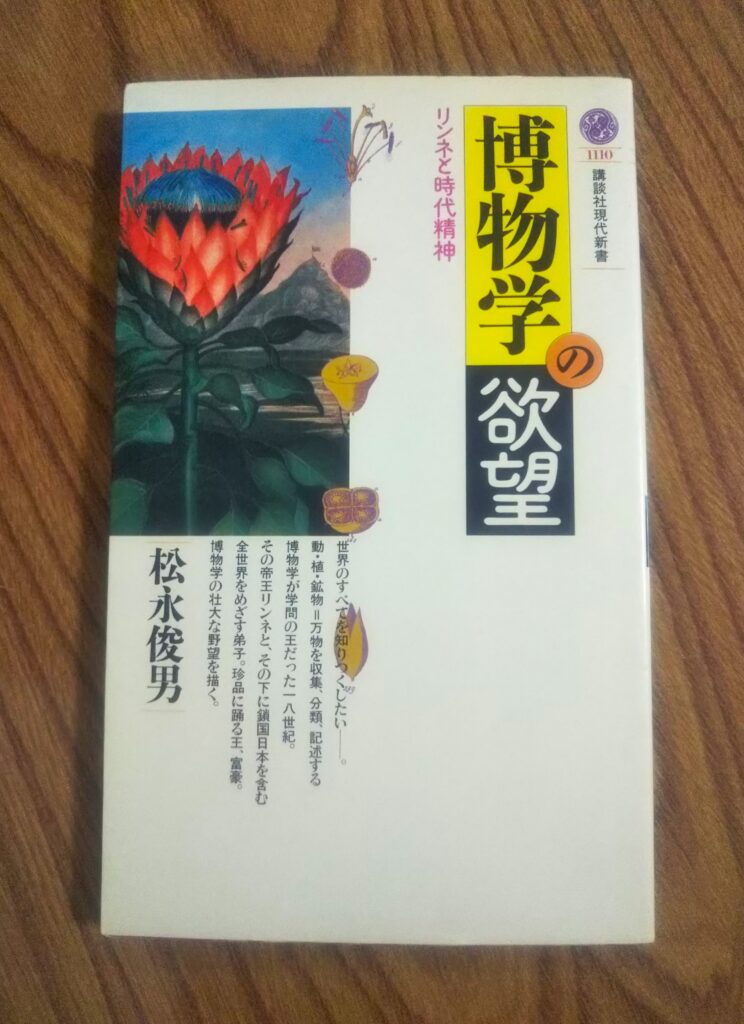 1110
講談社現代新書
博物学の欲望
リンネと時代精神
世界のすべてを知りつくしたい——。
動・植・鉱物＝万物を収集、分類、記述する
博物学が学問の王だった一八世紀。
その帝王リンネと、その下に鎖国日本を含む
全世界をめざす弟子。珍品に踊る王、富豪。
博物学の壮大な野望を描く。
松永俊男